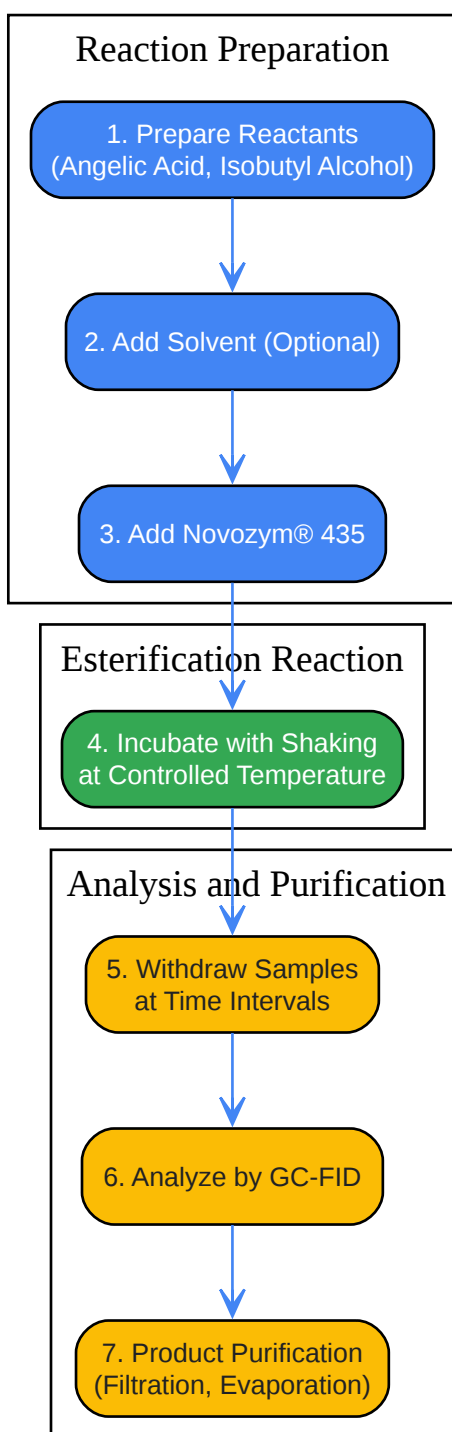 Reaction Preparation
1. Prepare Reactants
(Angelic Acid, Isobutyl Alcohol)
2. Add Solvent (Optional)
3. Add Novozym® 435
Esterification Reaction
4. Incubate with Shaking
at Controlled Temperature
Analysis and Purification
5. Withdraw Samples
at Time Intervals
6. Analyze by GC-FID
7. Product Purification
(Filtration, Evaporation)